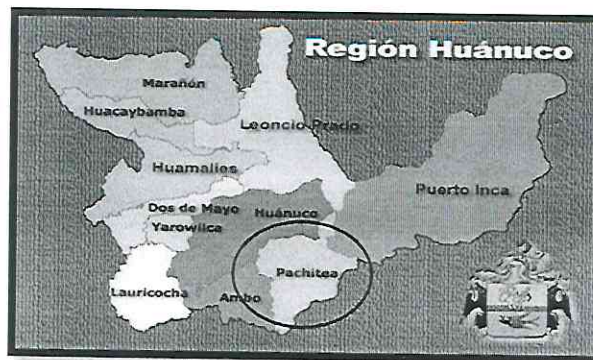 Región Huánuco
Marañón
Huacaybamba
Leoncio Prado
Huamalíes
Puerto Inca
Dos de Mayo
Huánuco
Yarowilca
Pachitea
Lauricocha
Ambo